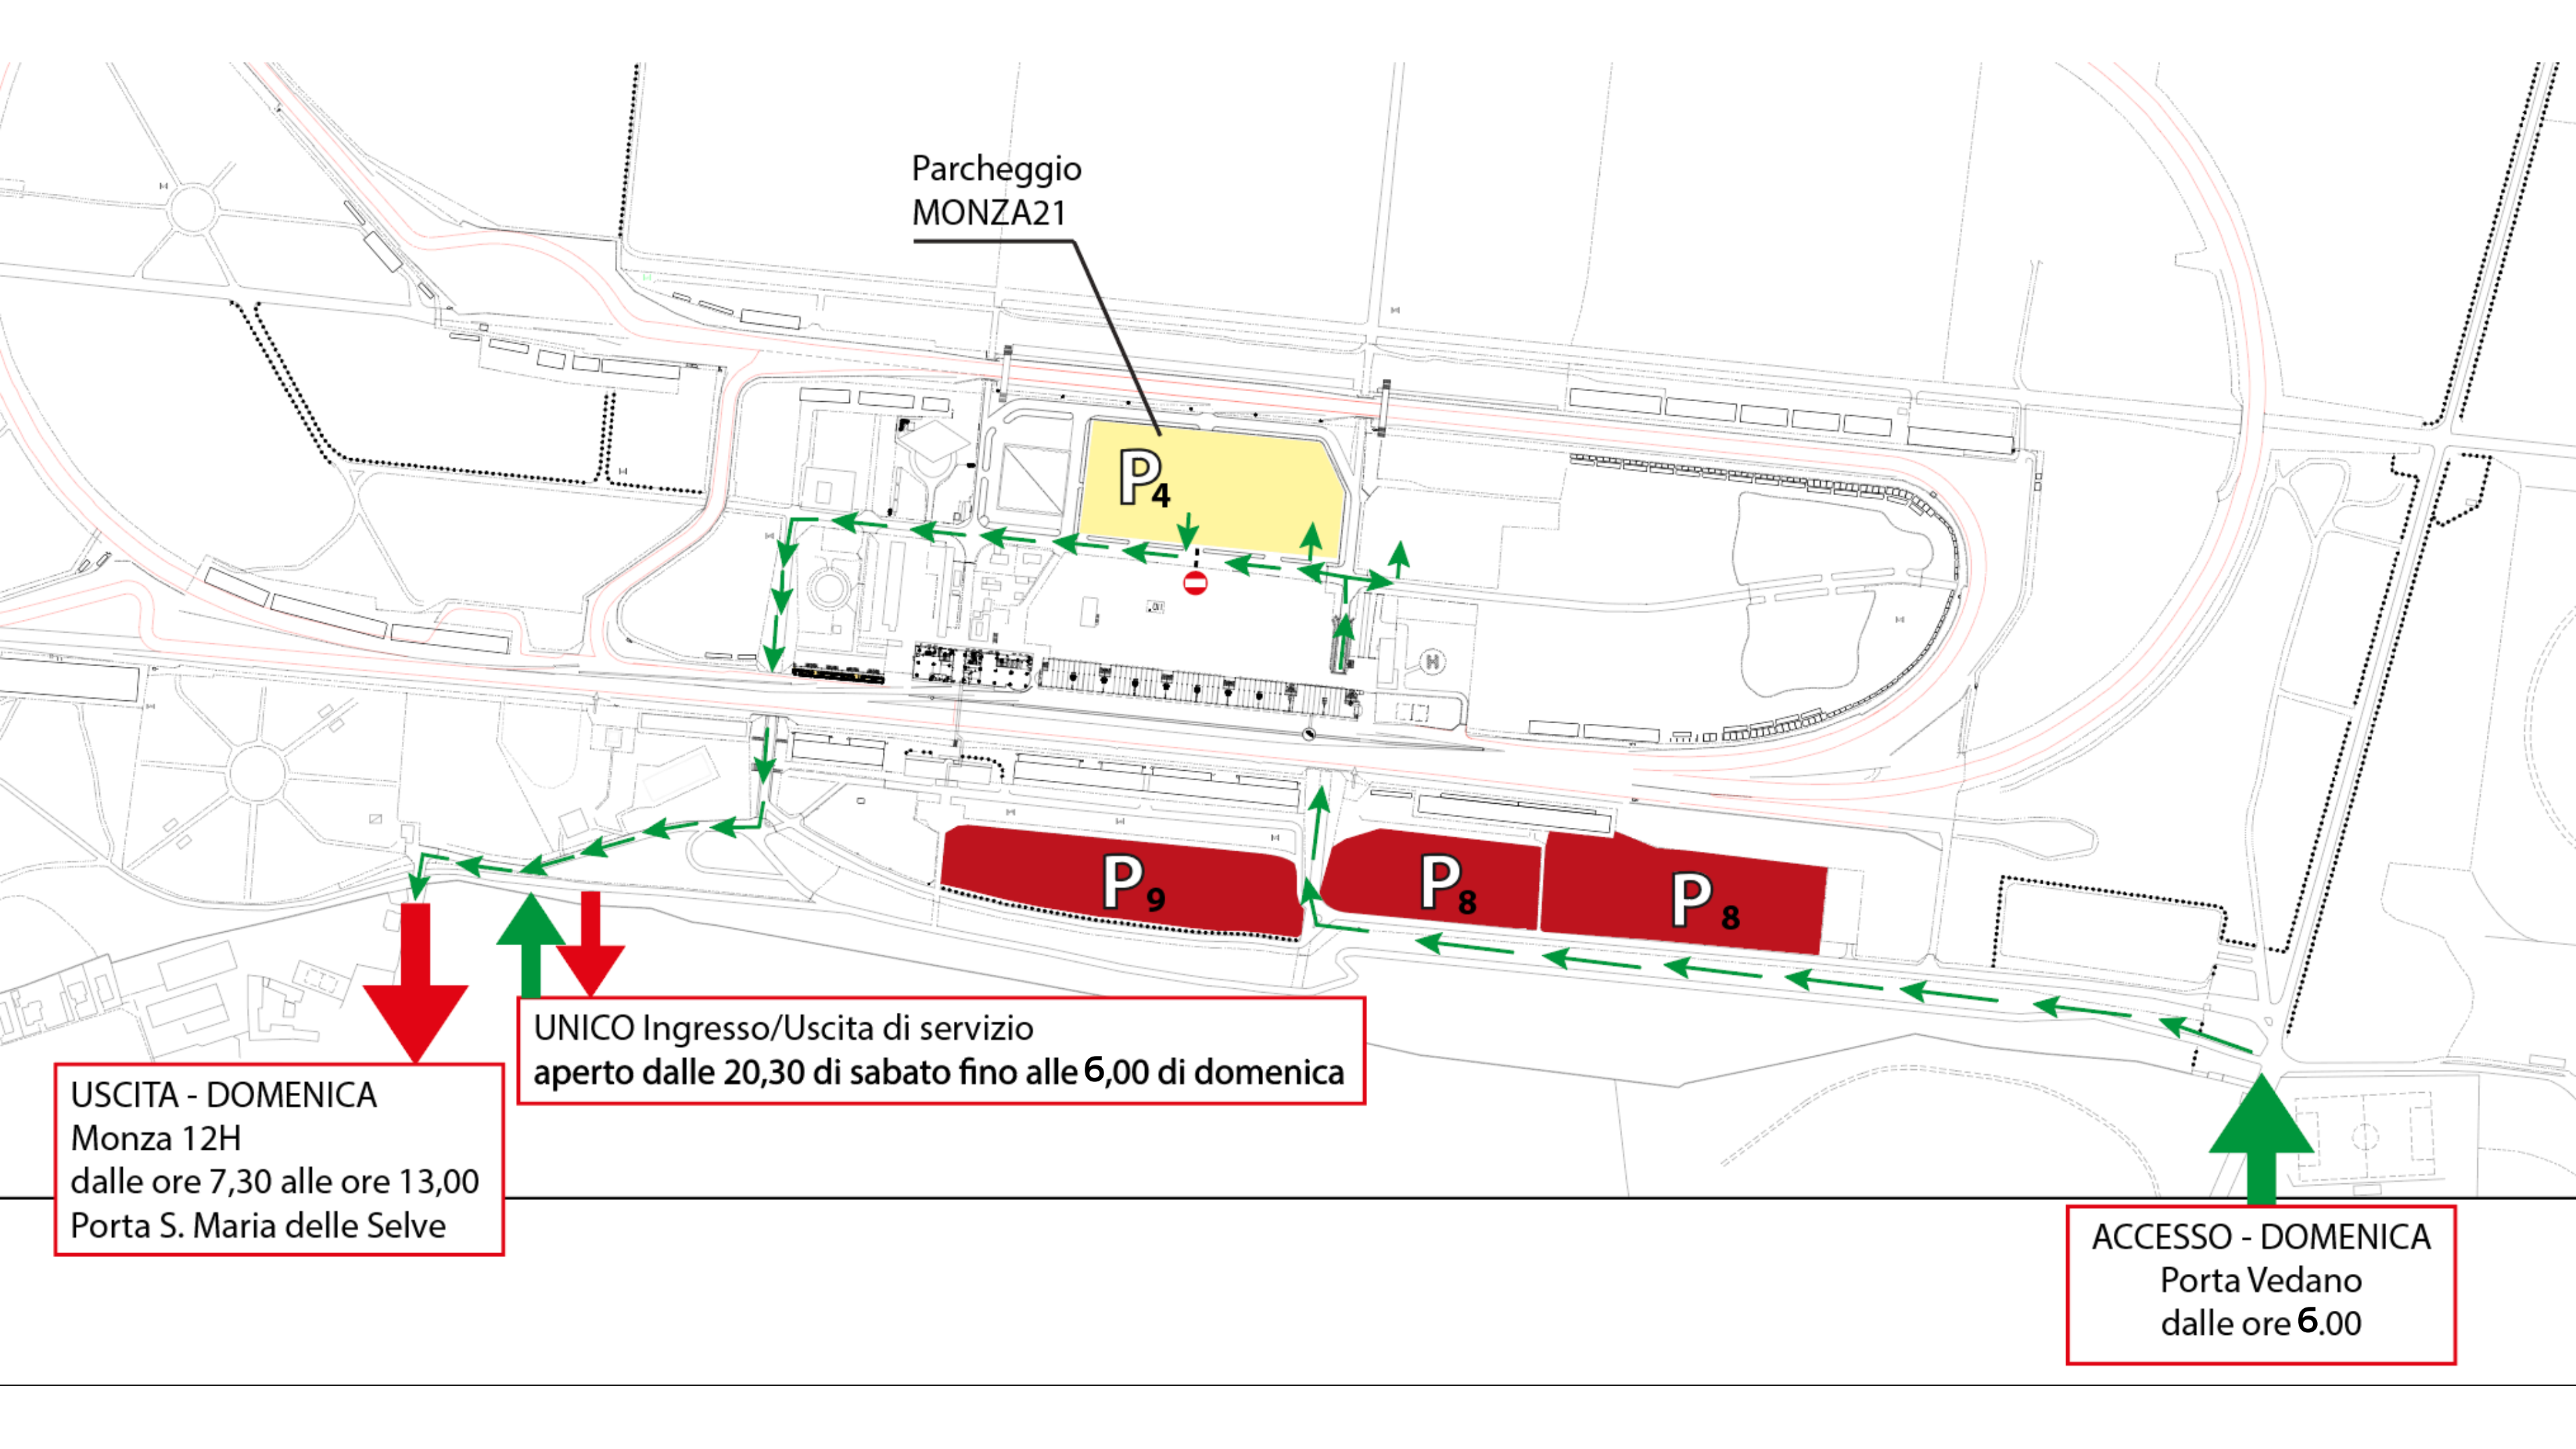 Parcheggio
MONZA21
P4
P9
P8
P8
H
UNICO Ingresso/Uscita di servizio
aperto dalle 20,30 di sabato fino alle 6,00 di domenica
USCITA - DOMENICA
Monza 12H
dalle ore 7,30 alle ore 13,00
Porta S. Maria delle Selve
ACCESSO - DOMENICA
Porta Vedano
dalle ore 6.00